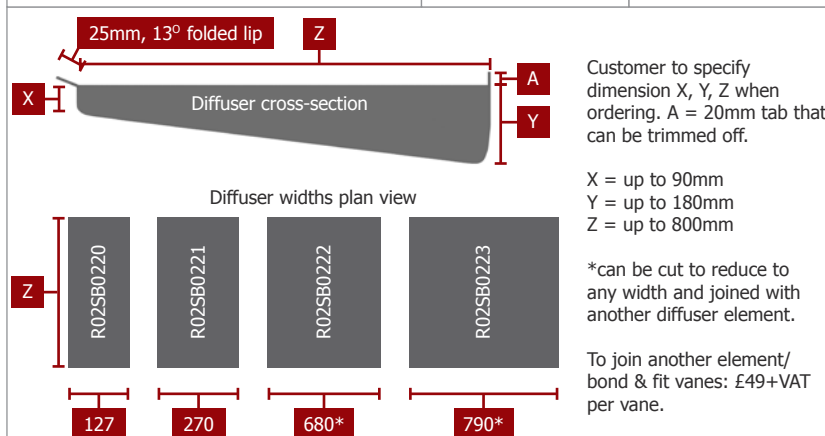 25mm, 13⁰ folded lip
Z
A
X
Diffuser cross-section
Y
Customer to specify
dimension X, Y, Z when
ordering. A = 20mm tab that
can be trimmed off.
X = up to 90mm
Y = up to 180mm
Z = up to 800mm
*can be cut to reduce to
any width and joined with
another diffuser element.
To join another element/
bond & fit vanes: £49+VAT
per vane.
Diffuser widths plan view
Z
R02SB0220
R02SB0221
R02SB0222
R02SB0223
127
270
680*
790*